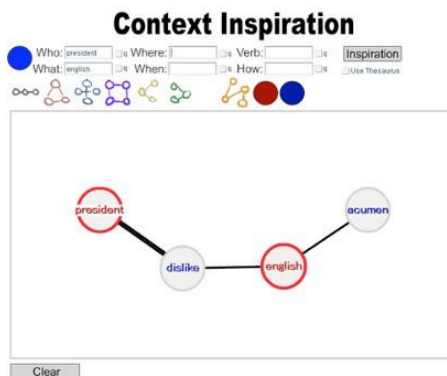 Context Inspiration
Who: president q Where: q Verb: q Inspiration
What: english q When: q How: q Use Thesaurus
president
acumen
dislike
english
Clear